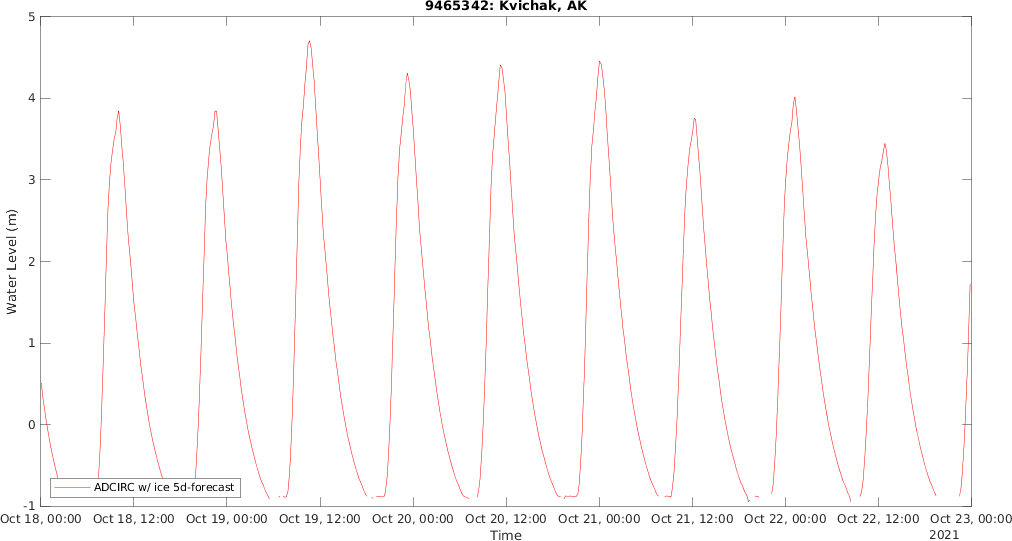 9465342: Kvichak, AK
5
4
3
2
1
0
-1
Water Level (m)
ADCIRC w/ ice 5d-forecast
Oct 18, 00:00 Oct 18, 12:00 Oct 19, 00:00 Oct 19, 12:00 Oct 20, 00:00 Oct 20, 12:00 Oct 21, 00:00 Oct 21, 12:00 Oct 22, 00:00 Oct 22, 12:00 Oct 23, 00:00
Time
2021